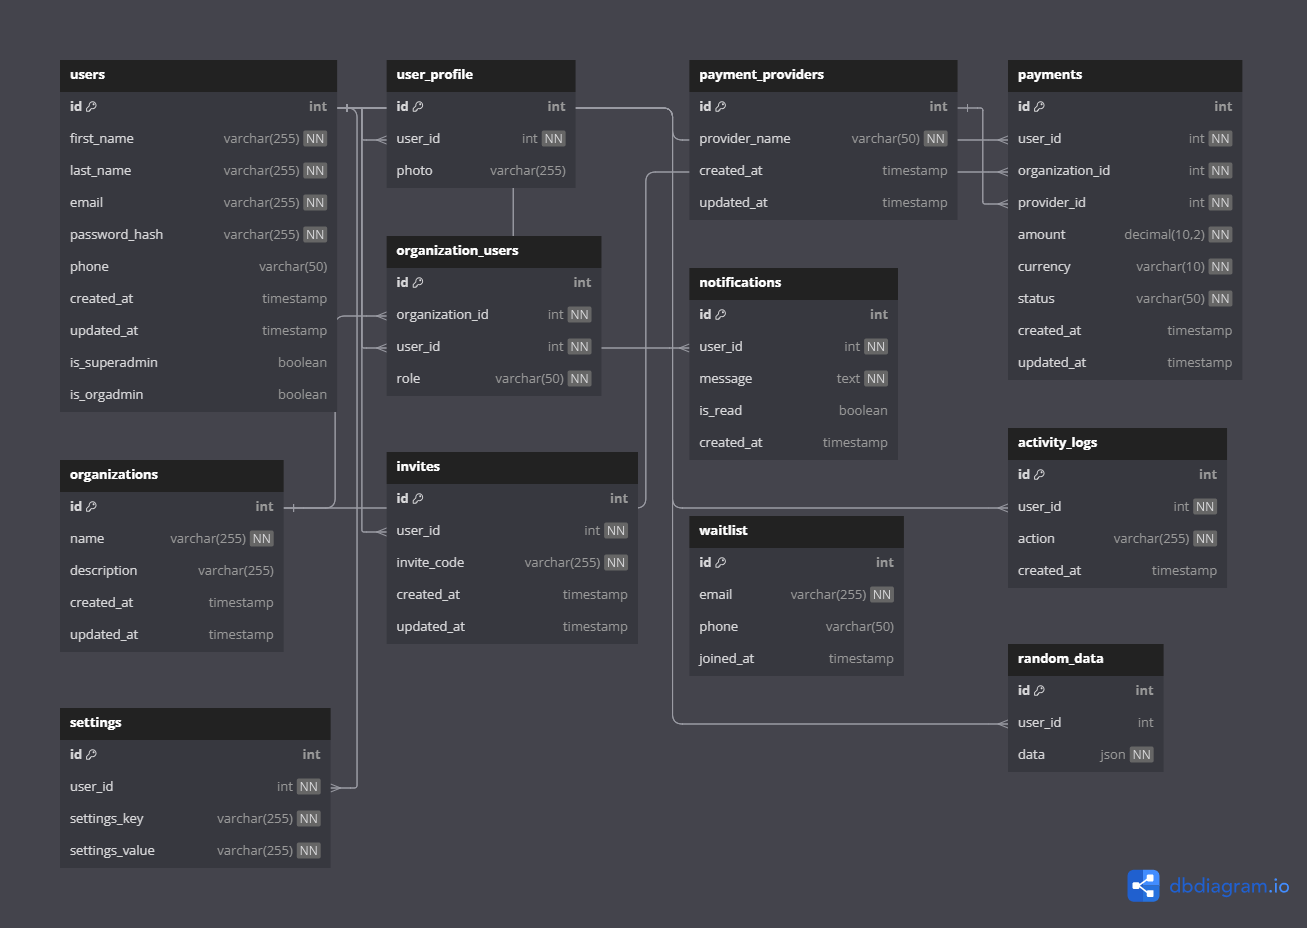 users
id int
first_name varchar(255) NN
last_name varchar(255) NN
email varchar(255) NN
password_hash varchar(255) NN
phone varchar(50)
created_at timestamp
updated_at timestamp
is_superadmin boolean
is_orgadmin boolean
organizations
id int
name varchar(255) NN
description varchar(255)
created_at timestamp
updated_at timestamp
settings
id int
user_id int NN
settings_key varchar(255) NN
settings_value varchar(255) NN
user_profile
id int
user_id int NN
photo varchar(255)
organization_users
id int
organization_id int NN
user_id int NN
role varchar(50) NN
invites
id int
user_id int NN
invite_code varchar(255) NN
created_at timestamp
updated_at timestamp
payment_providers
id int
provider_name varchar(50) NN
created_at timestamp
updated_at timestamp
notifications
id int
user_id int NN
message text NN
is_read boolean
created_at timestamp
waitlist
id int
email varchar(255) NN
phone varchar(50)
joined_at timestamp
payments
id int
user_id int NN
organization_id int NN
provider_id int NN
amount decimal(10,2) NN
currency varchar(10) NN
status varchar(50) NN
created_at timestamp
updated_at timestamp
activity_logs
id int
user_id int NN
action varchar(255) NN
created_at timestamp
random_data
id int
user_id int
data json NN
dbdiagram.io